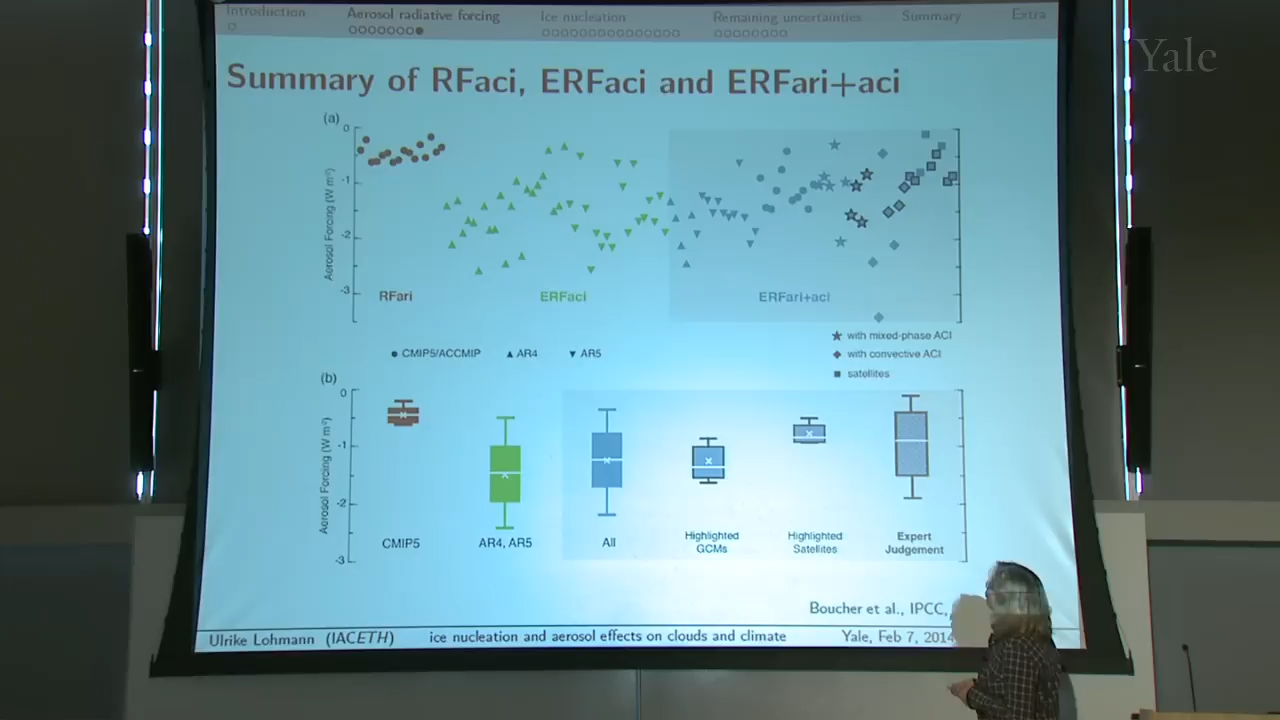 Introduction Aerosol radiative forcing Ice nucleation Remaining uncertainties Summary Extra
Yale
Summary of RFaci, ERFaci and ERFari+aci
(a)
0
-1
-2
-3
Aerosol Forcing (W m-2)
RFari
ERFaci
ERFari+aci
CMIP5/ACCMIP AR4 AR5
with mixed-phase ACI
with convective ACI
satellites
(b)
0
-1
-2
-3
Aerosol Forcing (W m-2)
CMIP5
AR4, AR5
All
Highlighted
GCMs
Highlighted
Satellites
Expert
Judgement
Boucher et al., IPCC,
Ulrike Lohmann (IACETH) ice nucleation and aerosol effects on clouds and climate Yale, Feb 7, 2014